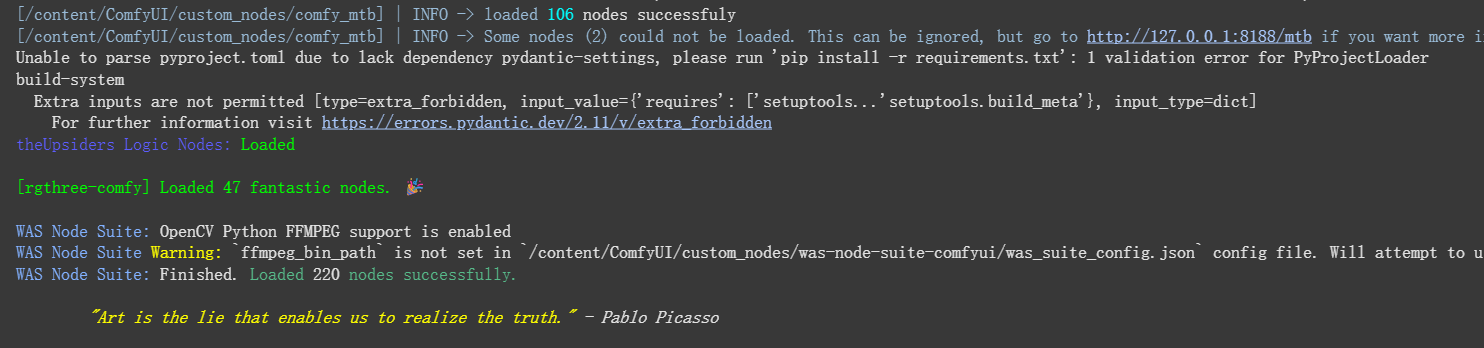 [/content/ComfyUI/custom_nodes/comfy_mtb] | INFO -> loaded 106 nodes successfuly
[/content/ComfyUI/custom_nodes/comfy_mtb] | INFO -> Some nodes (2) could not be loaded. This can be ignored, but go to http://127.0.0.1:8188/mtb if you want more i
Unable to parse pyproject.toml due to lack dependency pydantic-settings, please run 'pip install -r requirements.txt': 1 validation error for PyProjectLoader
build-system
Extra inputs are not permitted [type=extra_forbidden, input_value={'requires': ['setuptools...'setuptools.build_meta'}, input_type=dict]
For further information visit https://errors.pydantic.dev/2.11/v/extra_forbidden
theUpsiders Logic Nodes: Loaded
[rgthree-comfy] Loaded 47 fantastic nodes. 🎉
WAS Node Suite: OpenCV Python FFMPEG support is enabled
WAS Node Suite Warning: `ffmpeg_bin_path` is not set in `/content/ComfyUI/custom_nodes/was-node-suite-comfyui/was_suite_config.json` config file. Will attempt to u
WAS Node Suite: Finished. Loaded 220 nodes successfully.
"Art is the lie that enables us to realize the truth." - Pablo Picasso